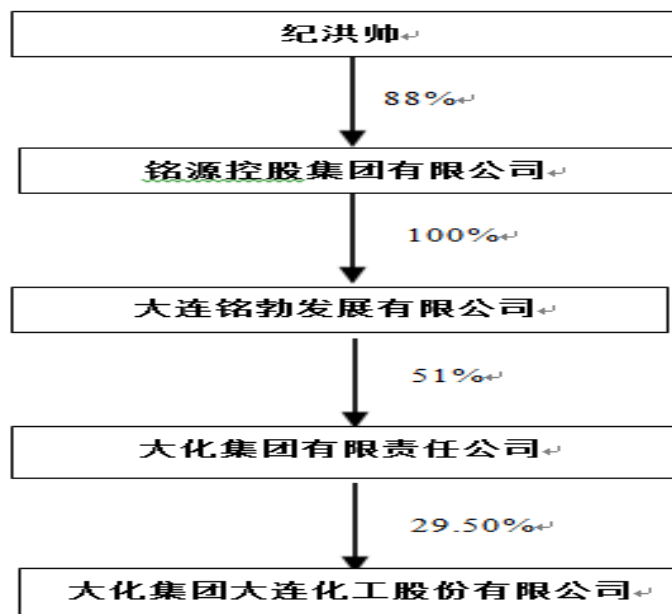 纪洪帅
88%
铭源控股集团有限公司
100%
大连铭勃发展有限公司
51%
大化集团有限责任公司
29.50%
大化集团大连化工股份有限公司